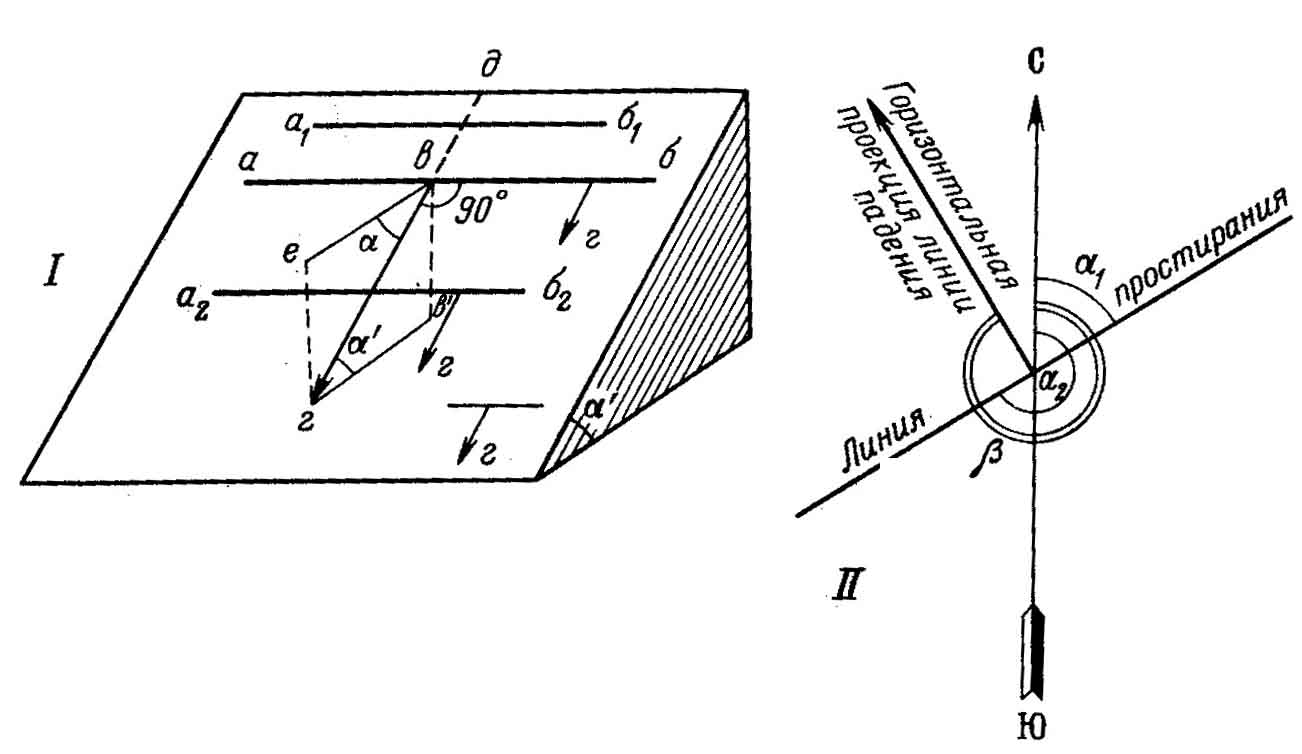 I
д
а₁ б₁
а в б
90°
е α г
а₂ б₂
в'
α' г
г
α'
г
II
С
Горизонтальная
проекция линии
падения
α₁
Линия простирания
α₂
β
Ю